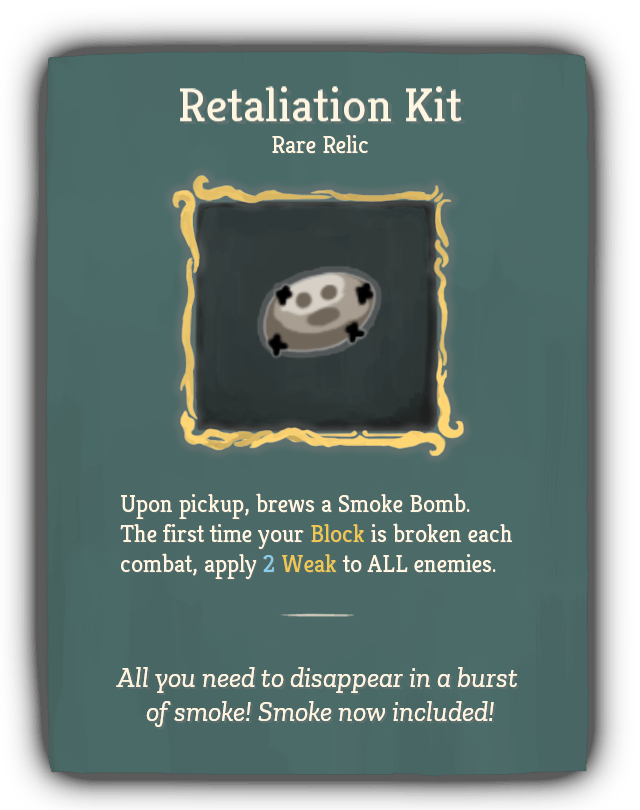 Retaliation Kit
Rare Relic
Upon pickup, brews a Smoke Bomb.
The first time your Block is broken each
combat, apply 2 Weak to ALL enemies.
All you need to disappear in a burst
of smoke! Smoke now included!